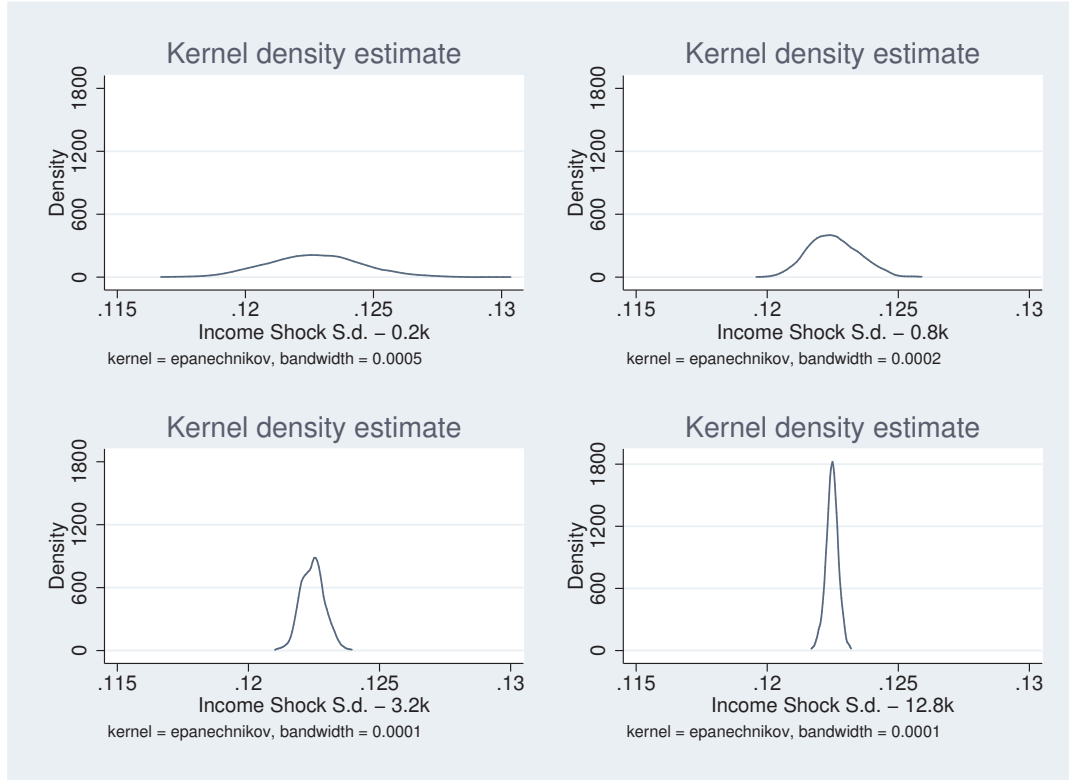 Kernel density estimate
Density
1800
1200
600
0
.115 .12 .125 .13
Income Shock S.d. – 0.2k
kernel = epanechnikov, bandwidth = 0.0005
Kernel density estimate
Density
1800
1200
600
0
.115 .12 .125 .13
Income Shock S.d. – 0.8k
kernel = epanechnikov, bandwidth = 0.0002
Kernel density estimate
Density
1800
1200
600
0
.115 .12 .125 .13
Income Shock S.d. – 3.2k
kernel = epanechnikov, bandwidth = 0.0001
Kernel density estimate
Density
1800
1200
600
0
.115 .12 .125 .13
Income Shock S.d. – 12.8k
kernel = epanechnikov, bandwidth = 0.0001